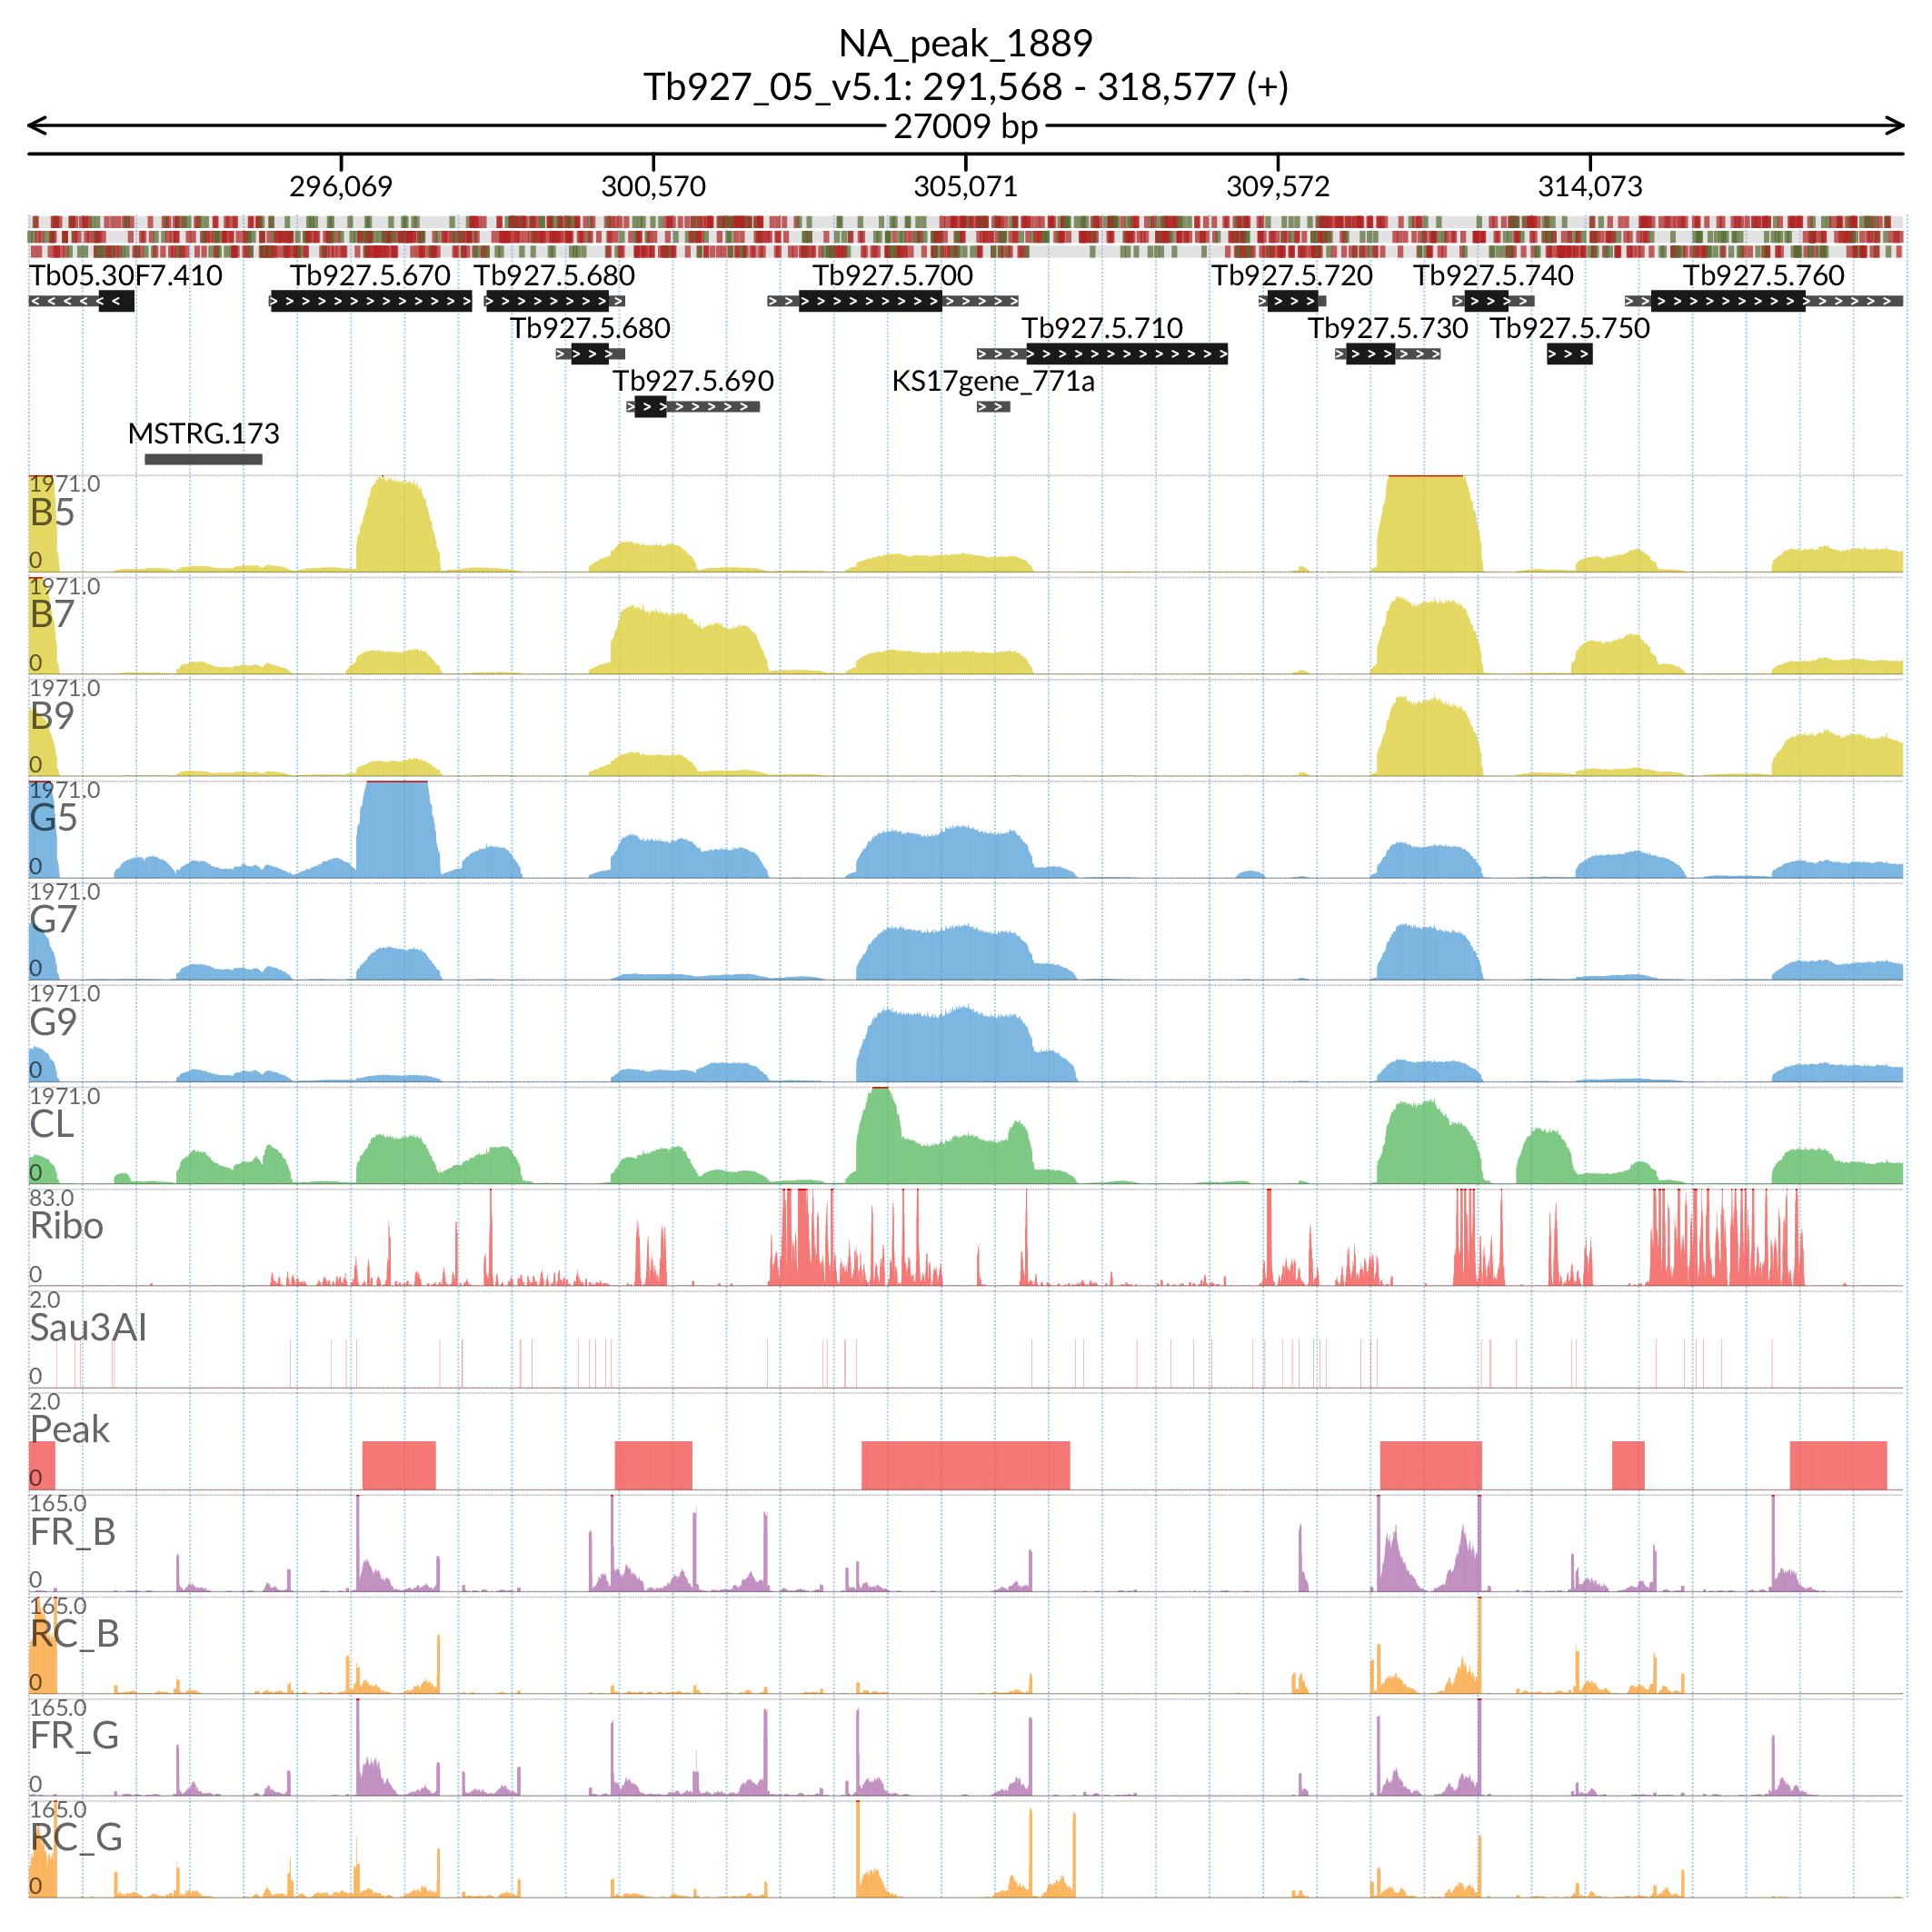 NA_peak_1889
Tb927_05_v5.1: 291,568 - 318,577 (+)
27009 bp
296,069 300,570 305,071 309,572 314,073
Tb05.30F7.410 Tb927.5.670 Tb927.5.680 Tb927.5.700 Tb927.5.720 Tb927.5.740 Tb927.5.760
Tb927.5.680 Tb927.5.710 Tb927.5.730 Tb927.5.750
Tb927.5.690 KS17gene_771a
MSTRG.173
1971.0
B5
0
1971.0
B7
0
1971.0
B9
0
1971.0
G5
0
1971.0
G7
0
1971.0
G9
0
1971.0
CL
0
83.0
Ribo
0
2.0
Sau3AI
0
2.0
Peak
0
165.0
FR_B
0
165.0
RC_B
0
165.0
FR_G
0
165.0
RC_G
0